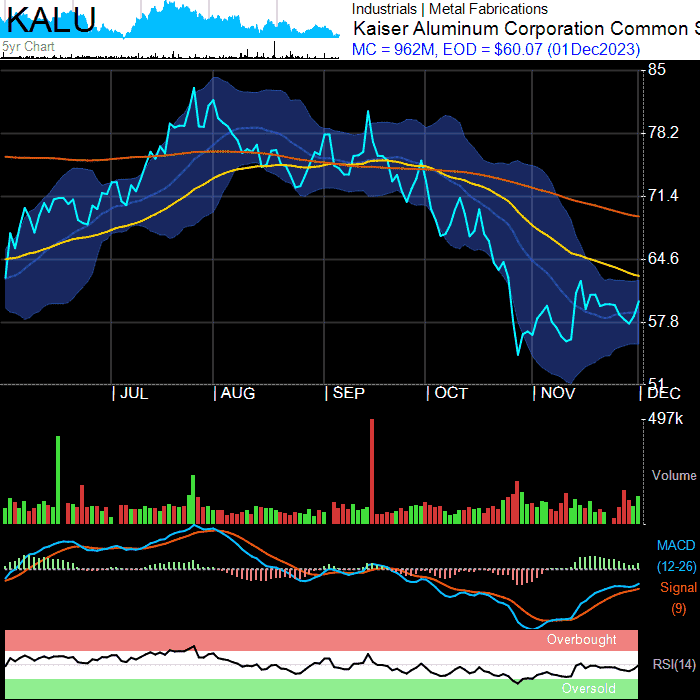 KALU
5yr Chart
Industrials | Metal Fabrications
Kaiser Aluminum Corporation Common S
MC = 962M, EOD = $60.07 (01Dec2023)
85
78.2
71.4
64.6
57.8
51
JUL
AUG
SEP
OCT
NOV
DEC
497k
Volume
MACD
(12-26)
Signal
(9)
Overbought
RSI(14)
Oversold